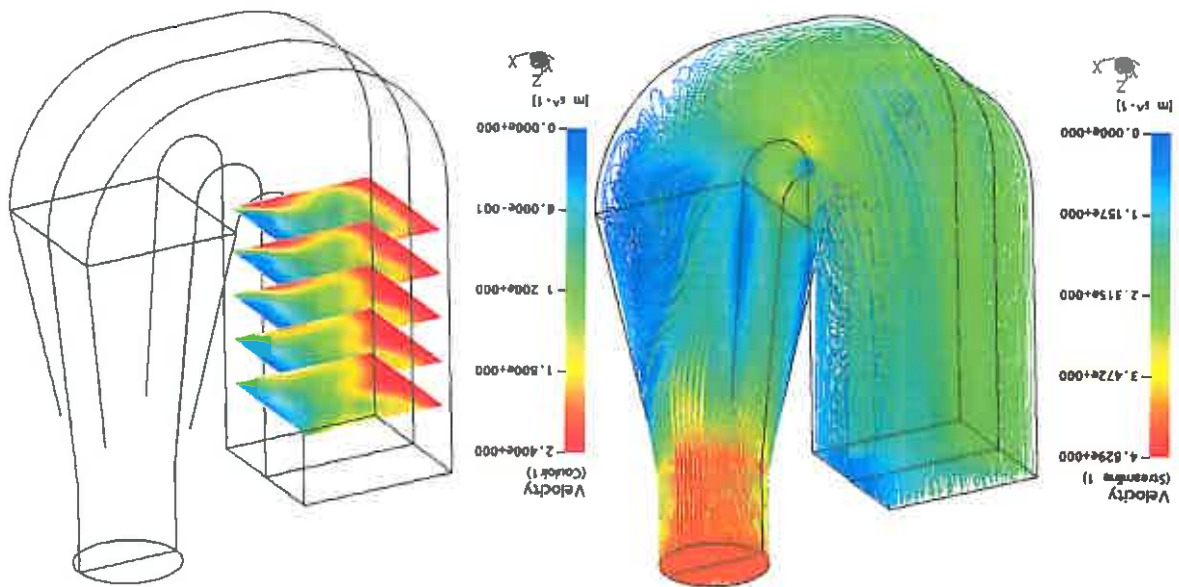 Velocity
(Streamline 1)
4.629e+000
3.472e+000
2.315e+000
1.157e+000
0.000e+000
[m s^-1]
Z
X
Velocity
(Contour 1)
2.400e+000
1.800e+000
1.200e+000
6.000e-001
0.000e+000
[m s^-1]
Z
X